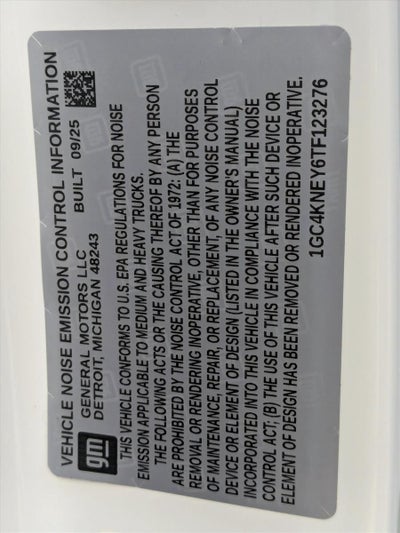 VEHICLE NOISE EMISSION CONTROL INFORMATION
gm
GENERAL MOTORS LLC
DETROIT, MICHIGAN 48243
BUILT 09/25
THIS VEHICLE CONFORMS TO U.S. EPA REGULATIONS FOR NOISE
EMISSION APPLICABLE TO MEDIUM AND HEAVY TRUCKS.
THE FOLLOWING ACTS OR THE CAUSING THEREOF BY ANY PERSON
ARE PROHIBITED BY THE NOISE CONTROL ACT OF 1972: (A) THE
REMOVAL OR RENDERING INOPERATIVE, OTHER THAN FOR PURPOSES
OF MAINTENANCE, REPAIR, OR REPLACEMENT, OF ANY NOISE CONTROL
DEVICE OR ELEMENT OF DESIGN (LISTED IN THE OWNER'S MANUAL)
INCORPORATED INTO THIS VEHICLE IN COMPLIANCE WITH THE NOISE
CONTROL ACT; (B) THE USE OF THIS VEHICLE AFTER SUCH DEVICE OR
ELEMENT OF DESIGN HAS BEEN REMOVED OR RENDERED INOPERATIVE.
1GC4KNEY6TF123276